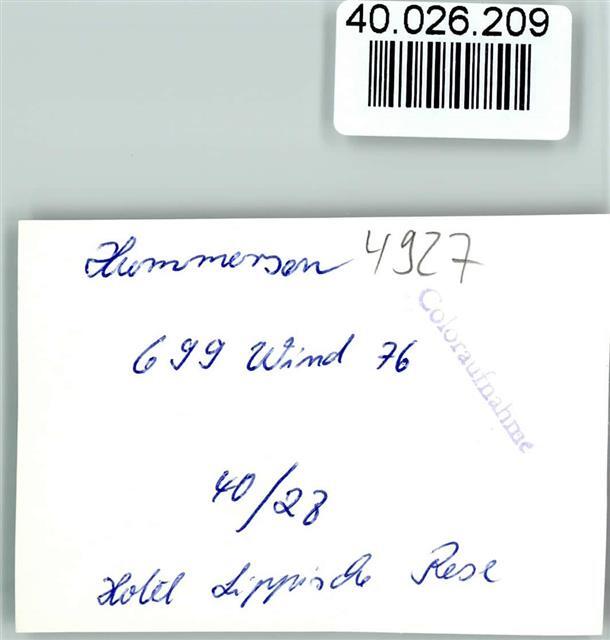 40.026.209
Hummersen 4927
Coloraufnahme
699 Wind 76
40/28
Hotel Lippische Rose